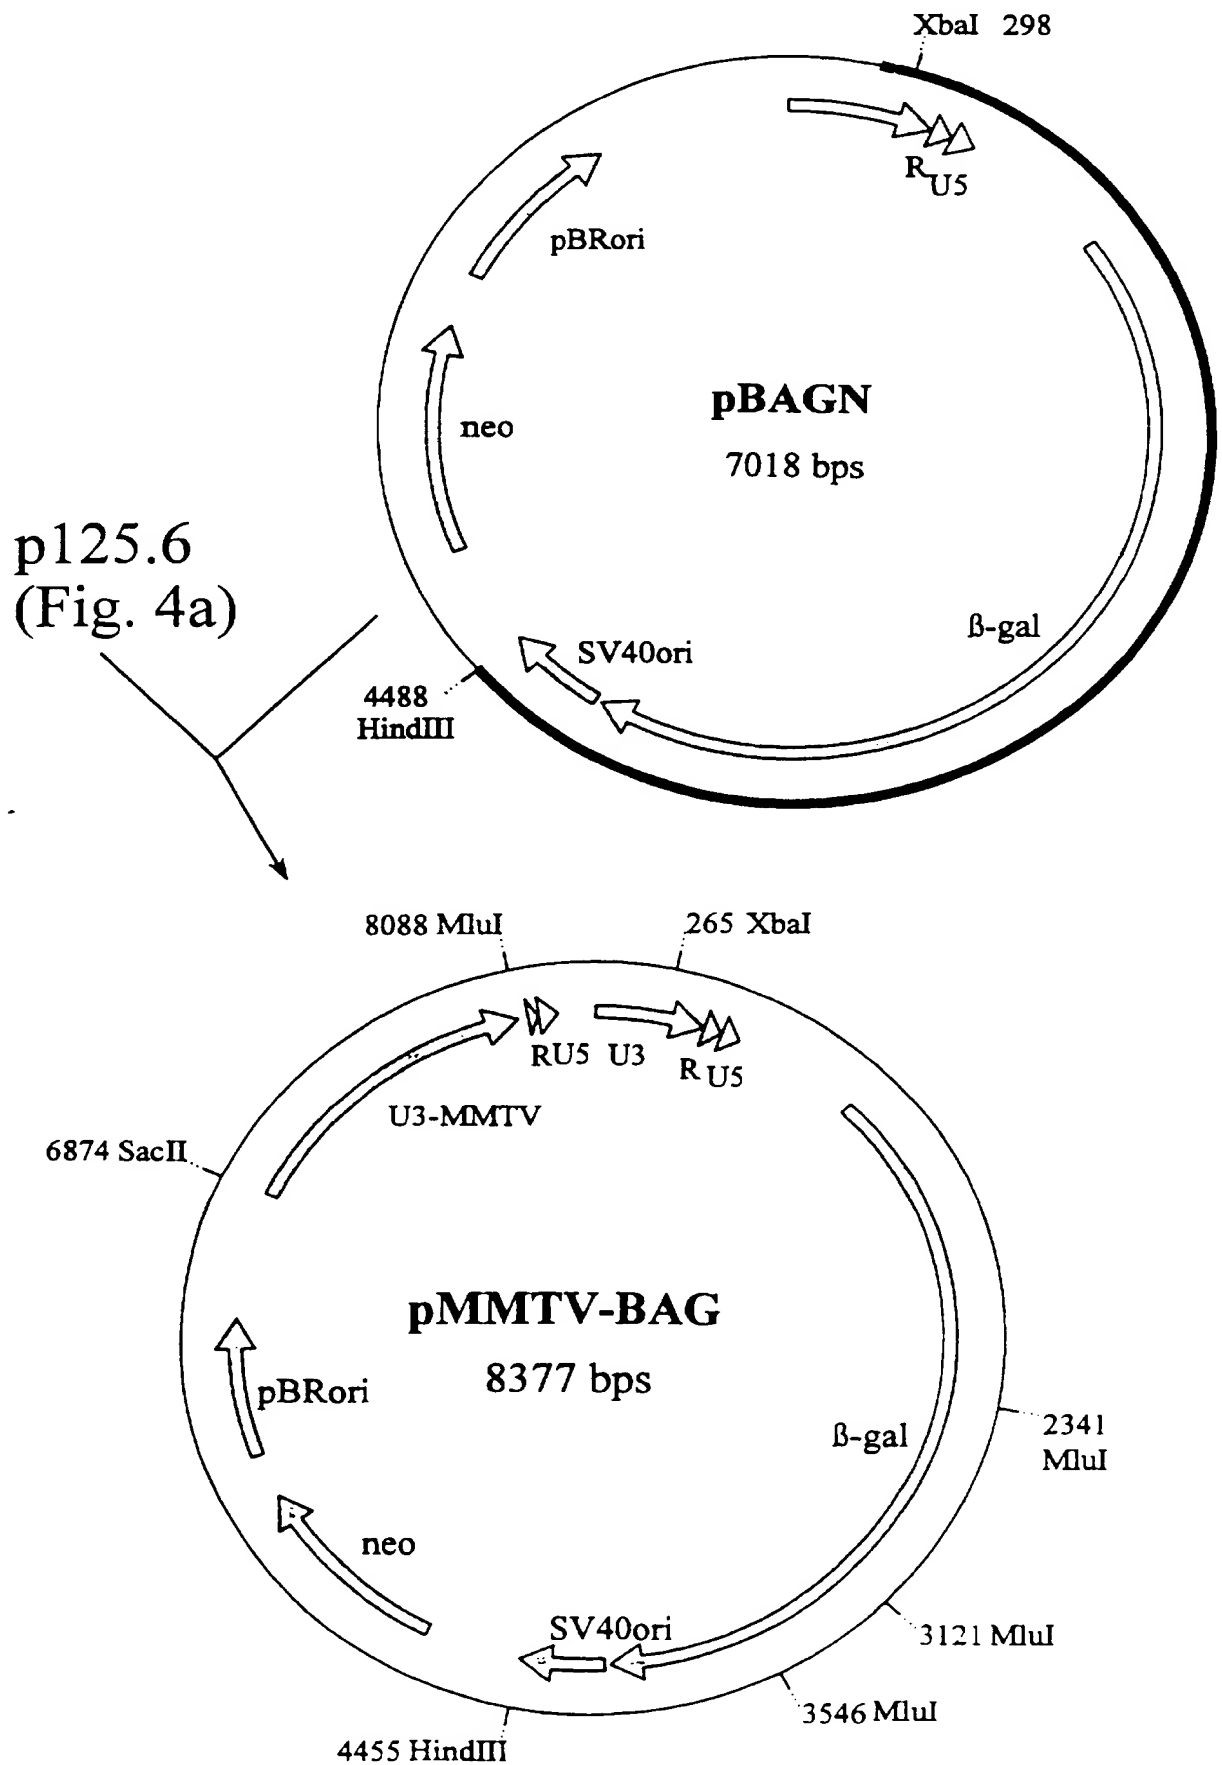 XbaI 298
R
U5
pBRori
pBAGN
neo
7018 bps
p125.6
(Fig. 4a)
ß-gal
SV40ori
4488
HindIII
8088 MluI
265 XbaI
RU5 U3
R U5
U3-MMTV
6874 SacII
pMMTV-BAG
8377 bps
pBRori
2341
MluI
ß-gal
neo
SV40ori
3121 MluI
3546 MluI
4455 HindIII